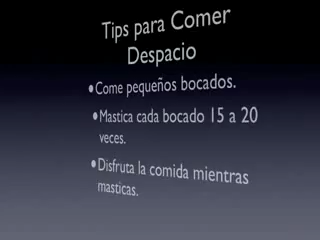 Tips para Comer
Despacio
•Come pequeños bocados.
•Mastica cada bocado 15 a 20
veces.
•Disfruta la comida mientras
masticas.